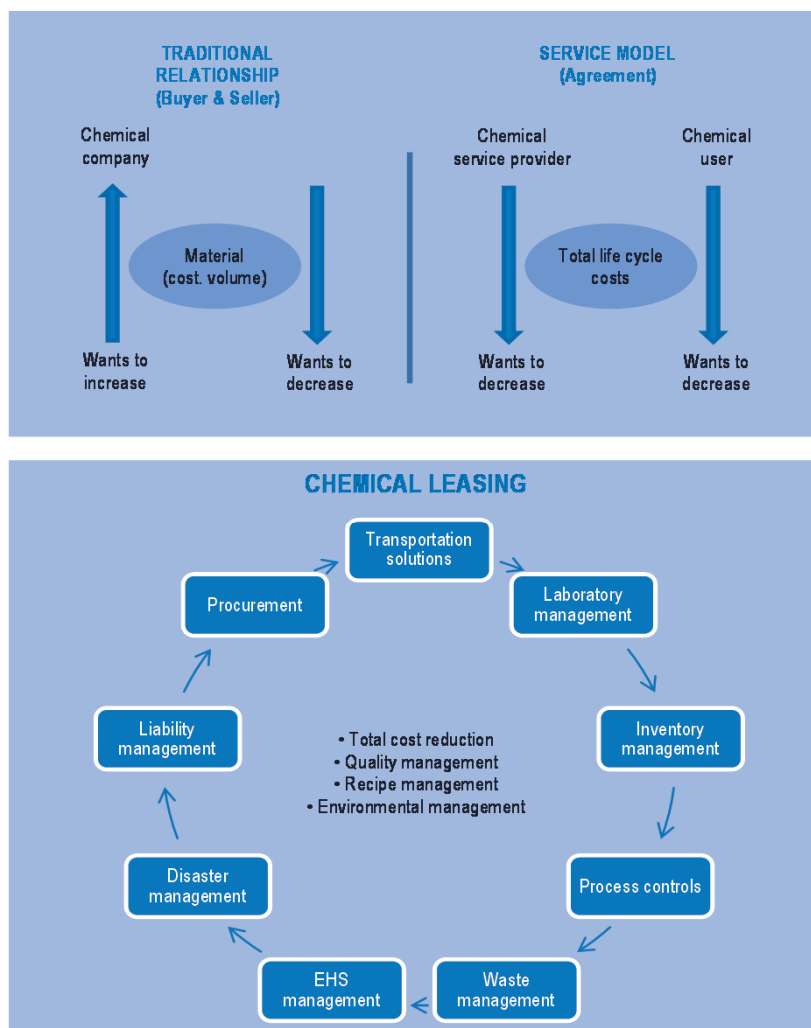 TRADITIONAL
RELATIONSHIP
(Buyer & Seller)
SERVICE MODEL
(Agreement)
Chemical
company
Chemical
service provider
Chemical
user
Material
(cost. volume)
Total life cycle
costs
Wants to
increase
Wants to
decrease
Wants to
decrease
Wants to
decrease
CHEMICAL LEASING
Transportation
solutions
Laboratory
management
Inventory
management
Process controls
Waste
management
EHS
management
Disaster
management
Liability
management
Procurement
• Total cost reduction
• Quality management
• Recipe management
• Environmental management